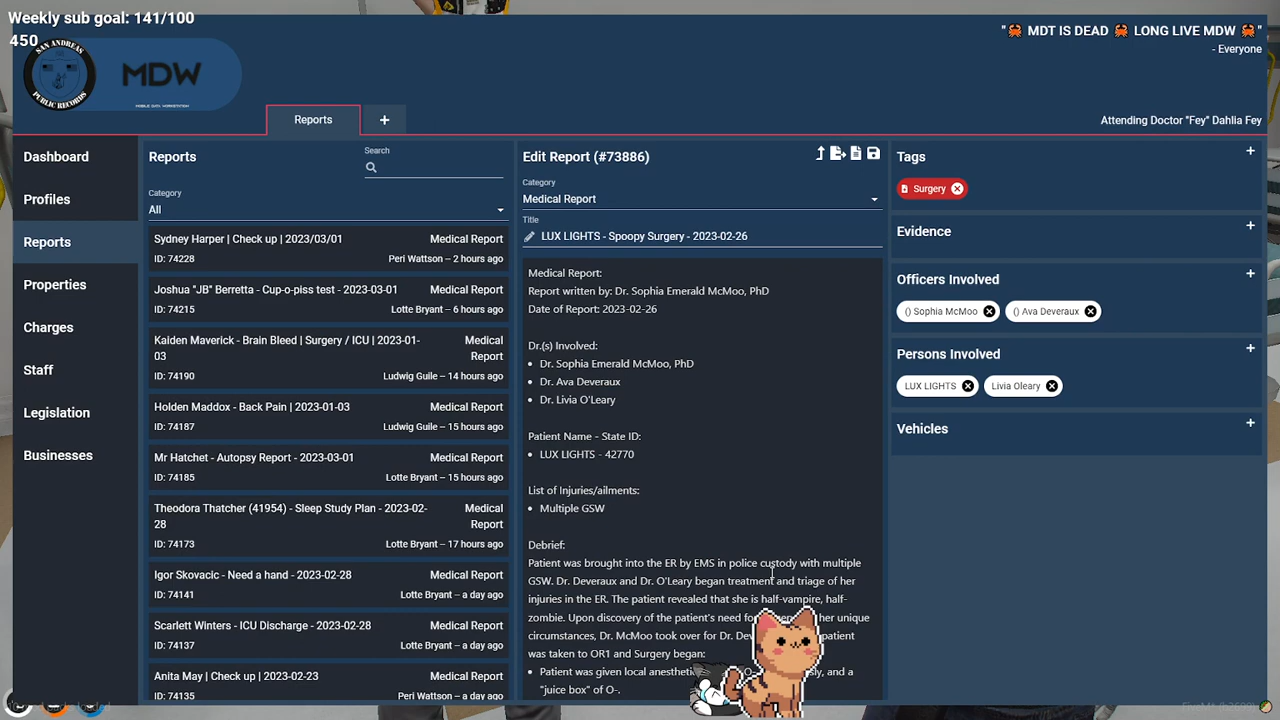 Weekly sub goal: 141/100
450
SAN ANDREAS
PUBLIC RECORDS
MDW
MOBILE DATA WORKSTATION
"🦀 MDT IS DEAD 🦀 LONG LIVE MDW 🦀"
- Everyone
Reports
+
Attending Doctor "Fey" Dahlia Fey
Dashboard
Profiles
Reports
Properties
Charges
Staff
Legislation
Businesses
Reports
Search
Category
All
Sydney Harper | Check up | 2023/03/01 Medical Report
ID: 74228 Peri Wattson – 2 hours ago
Joshua "JB" Berretta - Cup-o-piss test - 2023-03-01 Medical Report
ID: 74215 Lotte Bryant – 6 hours ago
Kaiden Maverick - Brain Bleed | Surgery / ICU | 2023-01- Medical
03 Report
ID: 74190 Ludwig Guile – 14 hours ago
Holden Maddox - Back Pain | 2023-01-03 Medical Report
ID: 74187 Ludwig Guile – 15 hours ago
Mr Hatchet - Autopsy Report - 2023-03-01 Medical Report
ID: 74185 Lotte Bryant – 15 hours ago
Theodora Thatcher (41954) - Sleep Study Plan - 2023-02- Medical
28 Report
ID: 74173 Lotte Bryant – 17 hours ago
Igor Skovacic - Need a hand - 2023-02-28 Medical Report
ID: 74141 Lotte Bryant – a day ago
Scarlett Winters - ICU Discharge - 2023-02-28 Medical Report
ID: 74137 Lotte Bryant – a day ago
Anita May | Check up | 2023-02-23 Medical Report
ID: 74135 Peri Wattson – a day ago
Edit Report (#73886)
Category
Medical Report
Title
LUX LIGHTS - Spoopy Surgery - 2023-02-26
Medical Report:
Report written by: Dr. Sophia Emerald McMoo, PhD
Date of Report: 2023-02-26
Dr.(s) Involved:
• Dr. Sophia Emerald McMoo, PhD
• Dr. Ava Deveraux
• Dr. Livia O'Leary
Patient Name - State ID:
• LUX LIGHTS - 42770
List of Injuries/ailments:
• Multiple GSW
Debrief:
Patient was brought into the ER by EMS in police custody with multiple
GSW. Dr. Deveraux and Dr. O'Leary began treatment and triage of her
injuries in the ER. The patient revealed that she is half-vampire, half-
zombie. Upon discovery of the patient's need for her unique
circumstances, Dr. McMoo took over for Dr. patient
was taken to OR1 and Surgery began:
• Patient was given local and a
"juice box" of O-.
Tags
+
Surgery
Evidence
+
Officers Involved
+
() Sophia McMoo
() Ava Deveraux
Persons Involved
+
LUX LIGHTS
Livia Oleary
Vehicles
+